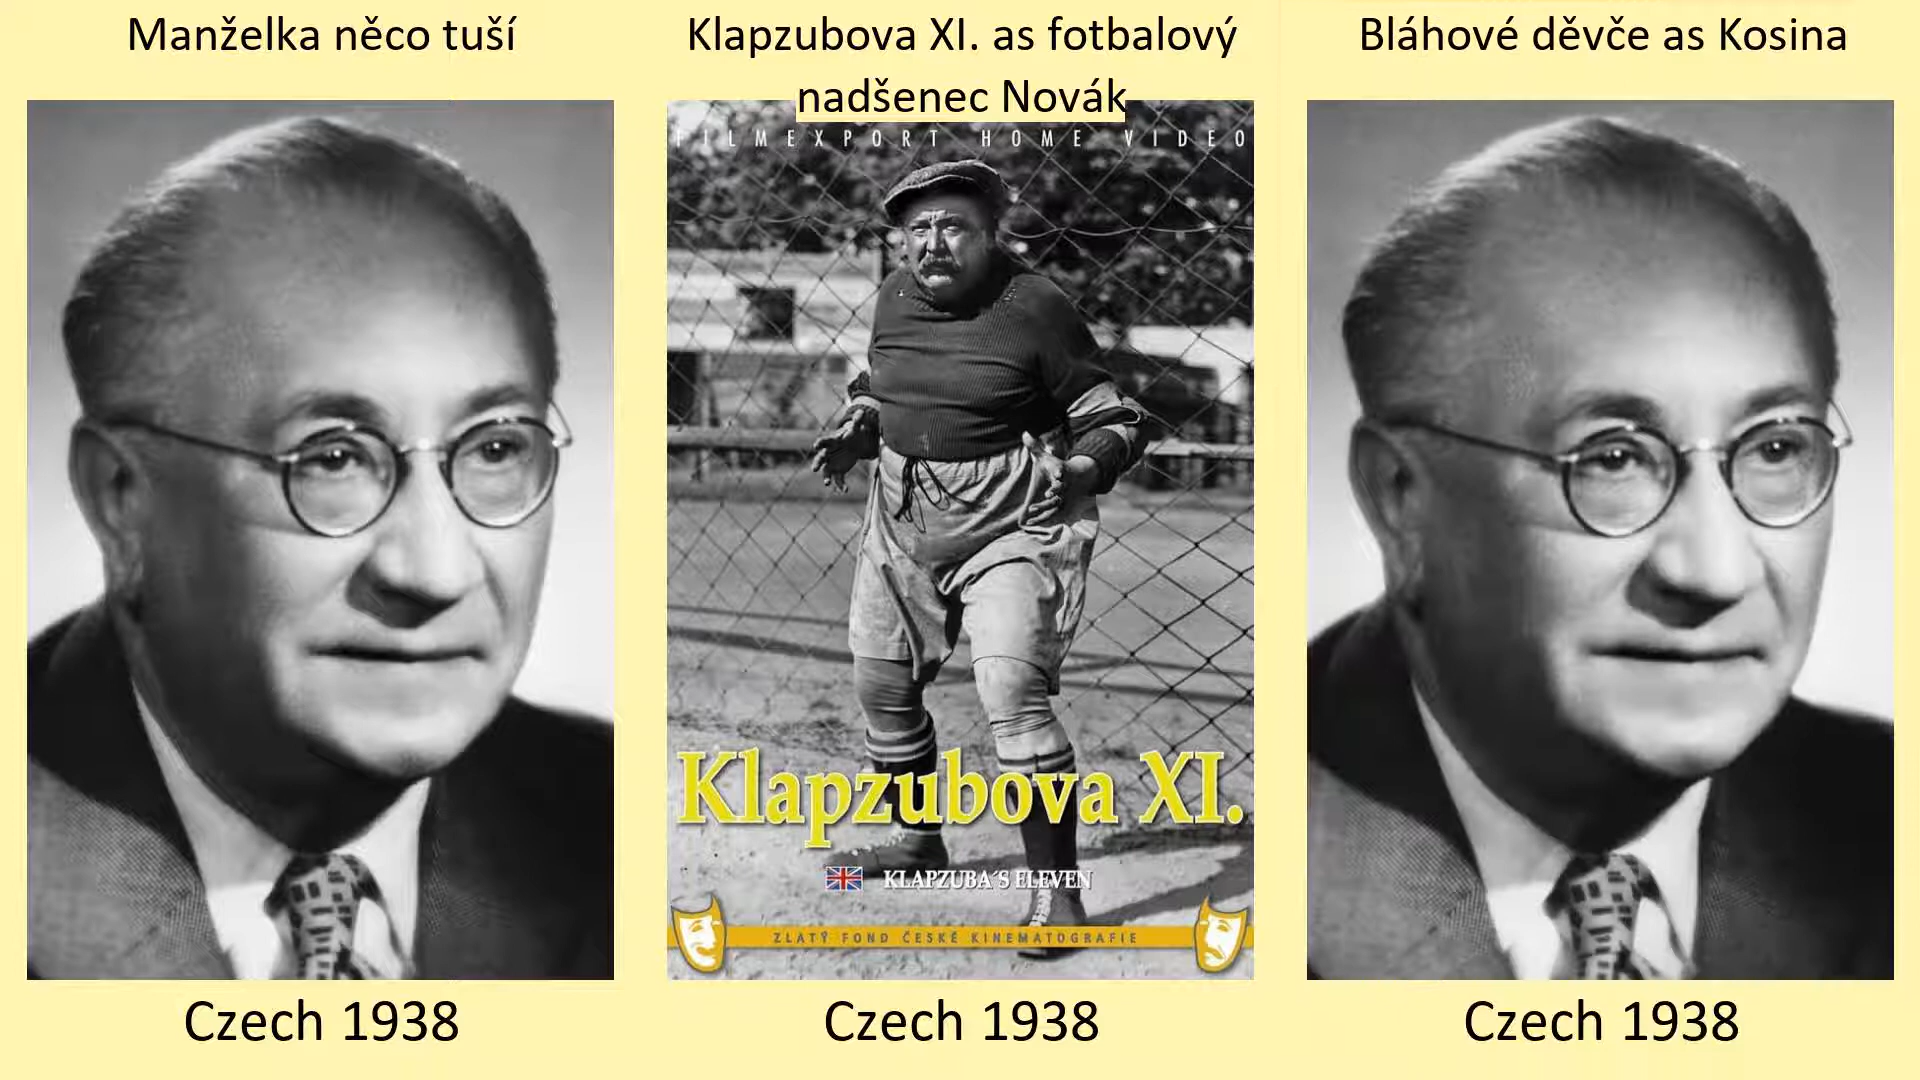 Manželka něco tuší
Klapzubova XI. as fotbalový
nadšenec Novák
Bláhové děvče as Kosina
FILMEXPORT HOME VIDEO
Klapzubova XI.
KLAPZUBA´S ELEVEN
ZLATÝ FOND ČESKÉ KINEMATOGRAFIE
Czech 1938
Czech 1938
Czech 1938